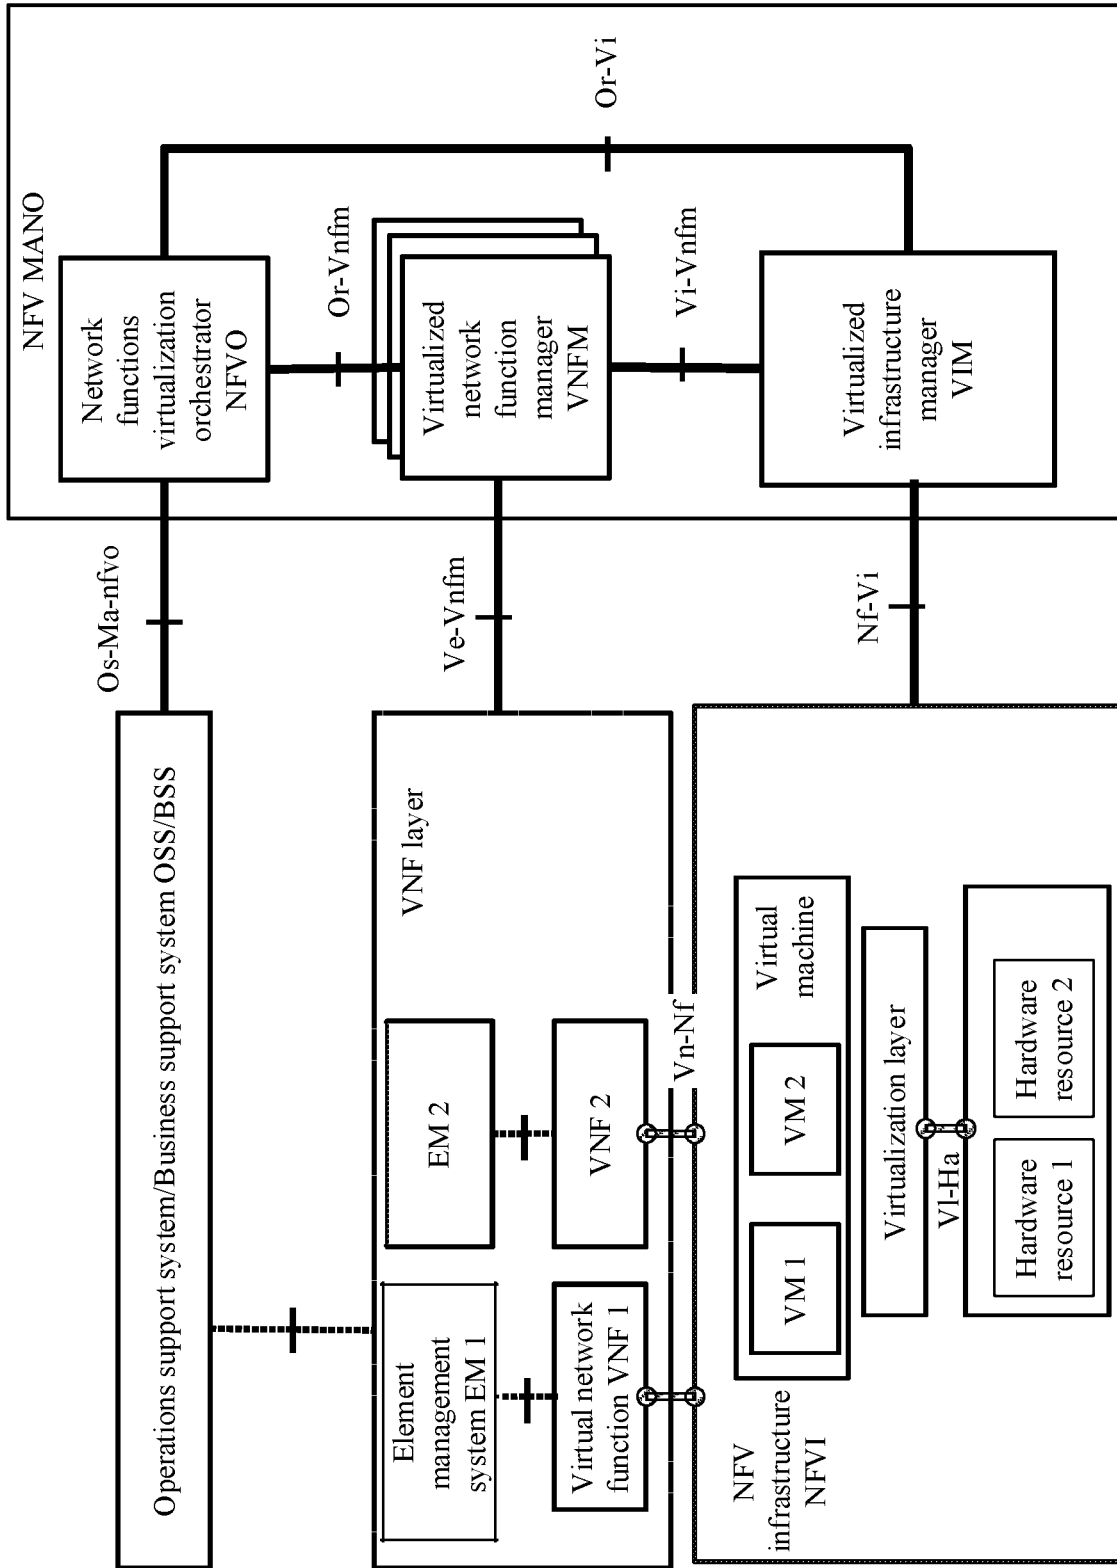 NFV MANO
Operations support system/Business support system OSS/BSS
Os-Ma-nfvo
Network
functions
virtualization
orchestrator
NFVO
Or-Vnfm
Or-Vi
VNF layer
Element
management
system EM 1
EM 2
Virtual network
function VNF 1
VNF 2
Ve-Vnfm
Virtualized
network
function
manager
VNFM
Vi-Vnfm
Vn-Nf
NFV
infrastructure
NFVI
VM 1
VM 2
Virtual
machine
Virtualization layer
Vl-Ha
Hardware
resource 1
Hardware
resource 2
Nf-Vi
Virtualized
infrastructure
manager
VIM